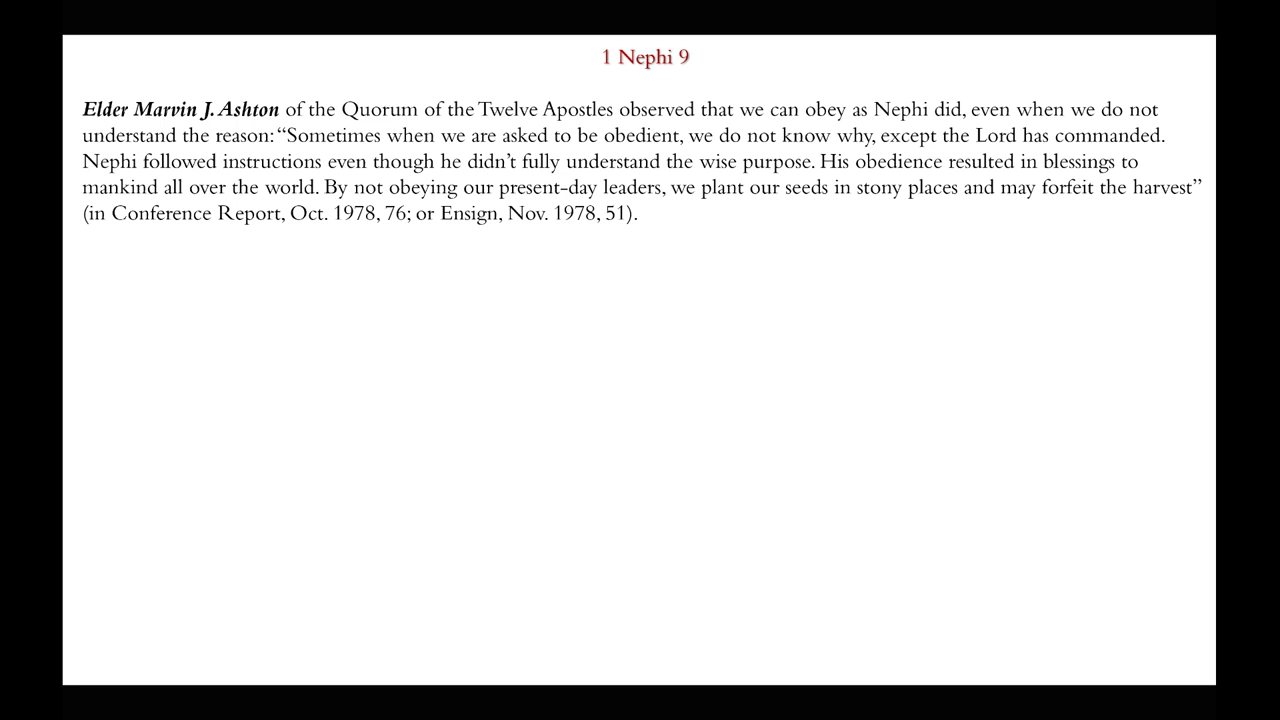 1 Nephi 9
Elder Marvin J. Ashton of the Quorum of the Twelve Apostles observed that we can obey as Nephi did, even when we do not
understand the reason: “Sometimes when we are asked to be obedient, we do not know why, except the Lord has commanded.
Nephi followed instructions even though he didn’t fully understand the wise purpose. His obedience resulted in blessings to
mankind all over the world. By not obeying our present-day leaders, we plant our seeds in stony places and may forfeit the harvest”
(in Conference Report, Oct. 1978, 76; or Ensign, Nov. 1978, 51).